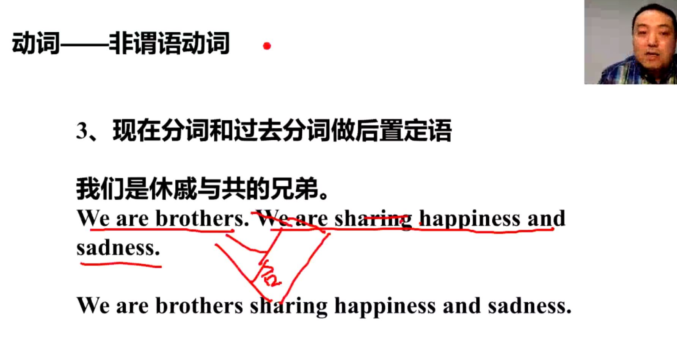 动词——非谓语动词
3、现在分词和过去分词做后置定语
我们是休戚与共的兄弟。
We are brothers. We are sharing happiness and
sadness.
We are brothers sharing happiness and sadness.